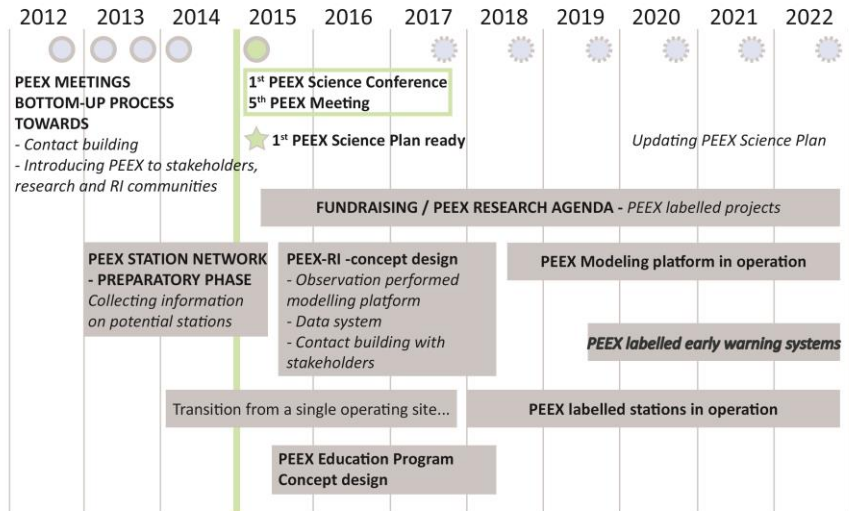 2012 2013 2014 2015 2016 2017 2018 2019 2020 2021 2022
PEEX MEETINGS
BOTTOM-UP PROCESS
TOWARDS
- Contact building
- Introducing PEEX to stakeholders,
research and RI communities
1st PEEX Science Conference
5th PEEX Meeting
1st PEEX Science Plan ready
Updating PEEX Science Plan
FUNDRAISING / PEEX RESEARCH AGENDA - PEEX labelled projects
PEEX STATION NETWORK
- PREPARATORY PHASE
Collecting information
on potential stations
PEEX-RI -concept design
- Observation performed
modelling platform
- Data system
- Contact building with
stakeholders
PEEX Modeling platform in operation
PEEX labelled early warning systems
Transition from a single operating site...
PEEX labelled stations in operation
PEEX Education Program
Concept design